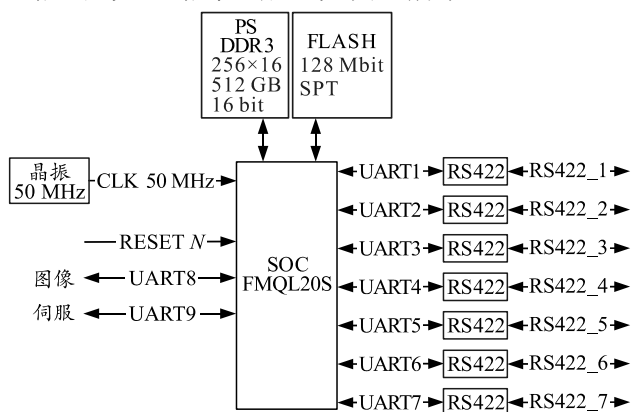 PS
DDR3
256×16
512 GB
16 bit
FLASH
128 Mbit
SPT
晶振
50 MHz
CLK 50 MHz
RESET N
图像
UART8
伺服
UART9
SOC
FMQL20S
UART1 RS422 RS422_1
UART2 RS422 RS422_2
UART3 RS422 RS422_3
UART4 RS422 RS422_4
UART5 RS422 RS422_5
UART6 RS422 RS422_6
UART7 RS422 RS422_7